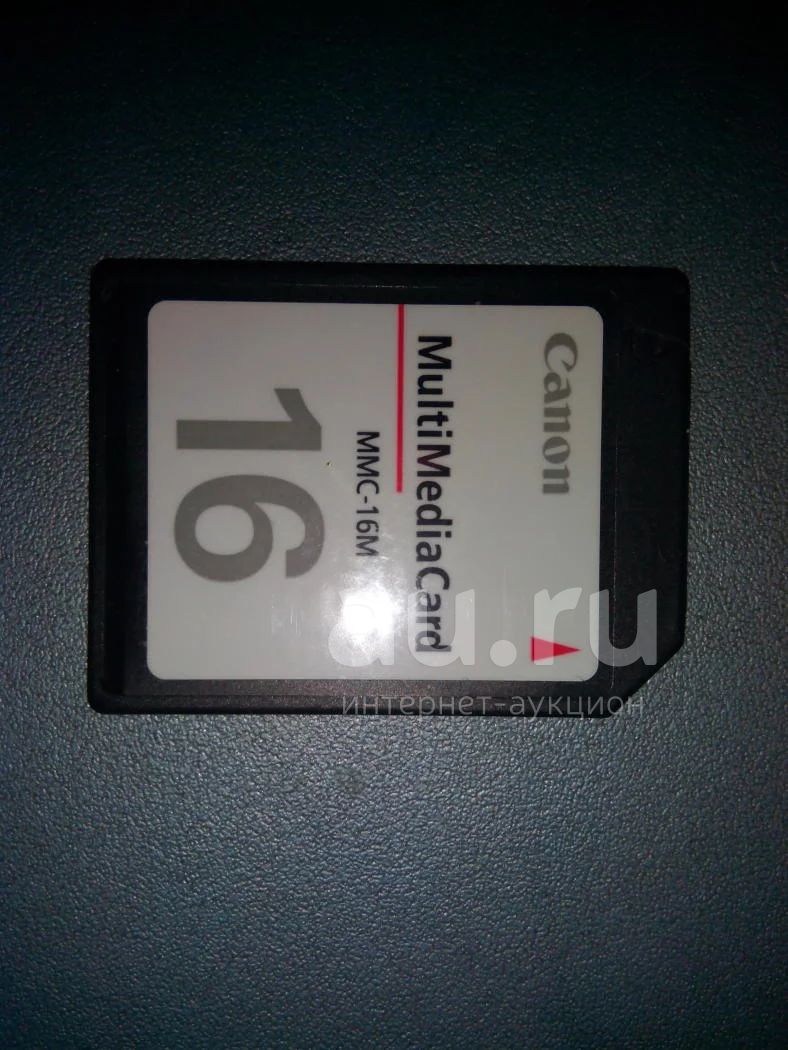 Canon
MultiMediaCard
MMC-16M
16
au.ru
интернет-аукцион